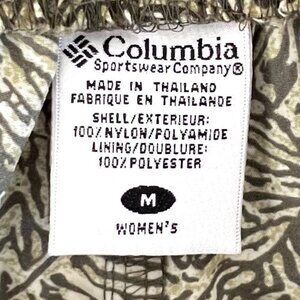 Columbia
Sportswear Company®
MADE IN THAILAND
FABRIQUE EN THAILANDE
SHELL/EXTERIEUR:
100%NYLON/POLYAMIDE
LINING/DOUBLURE:
100%POLYESTER
M
WOMEN'S